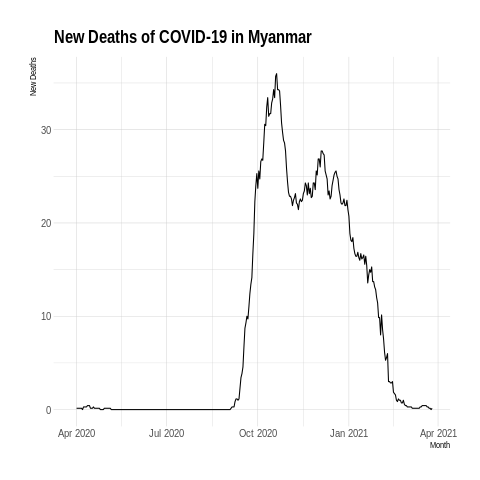 New Deaths of COVID-19 in Myanmar
New Deaths
30
20
10
0
Apr 2020 Jul 2020 Oct 2020 Jan 2021 Apr 2021
Month